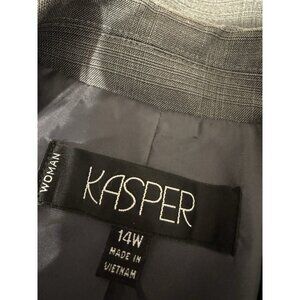 WOMAN
KASPER
14W
MADE IN
VIETNAM